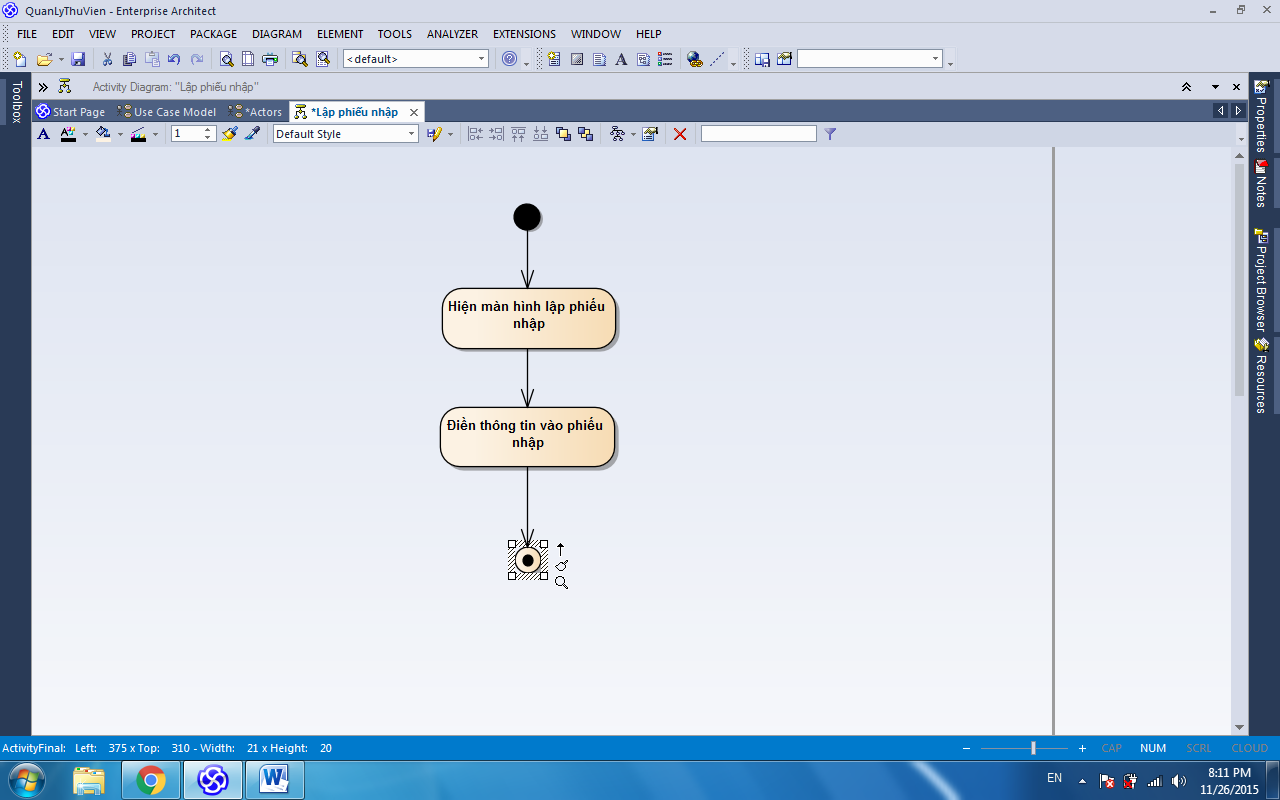 QuanLyThuVien - Enterprise Architect
FILE EDIT VIEW PROJECT PACKAGE DIAGRAM ELEMENT TOOLS ANALYZER EXTENSIONS WINDOW HELP
<default>
Toolbox
Activity Diagram: "Lập phiếu nhập"
Start Page Use Case Model *Actors *Lập phiếu nhập
1 Default Style
Properties
Notes
Project Browser
Resources
Hiện màn hình lập phiếu
nhập
Điền thông tin vào phiếu
nhập
ActivityFinal: Left: 375 x Top: 310 - Width: 21 x Height: 20 CAP NUM SCRL CLOUD
EN
8:11 PM
11/26/2015